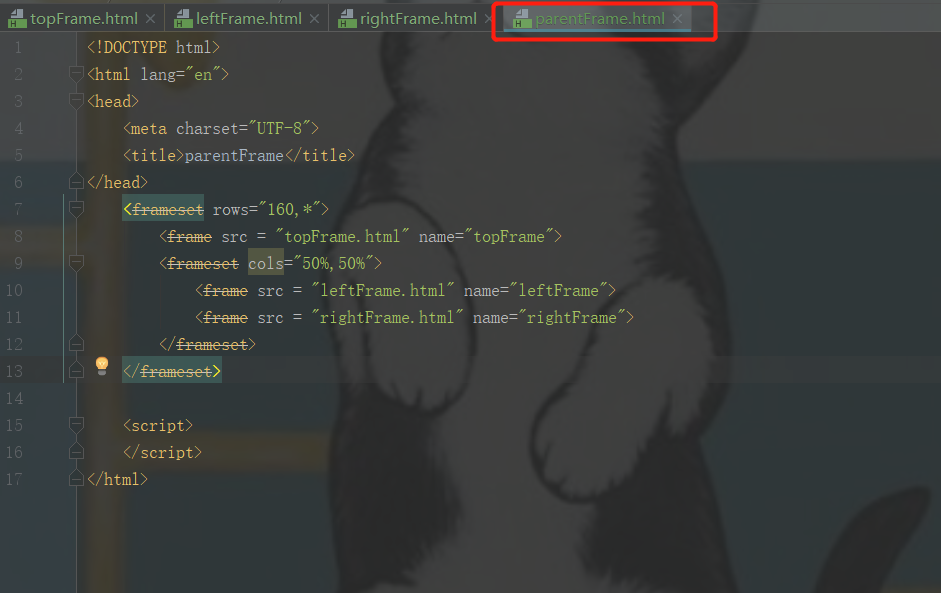 topFrame.html leftFrame.html rightFrame.html parentFrame.html
1 <!DOCTYPE html>
2 <html lang="en">
3 <head>
4 <meta charset="UTF-8">
5 <title>parentFrame</title>
6 </head>
7 <frameset rows="160,*">
8 <frame src = "topFrame.html" name="topFrame">
9 <frameset cols="50%,50%">
10 <frame src = "leftFrame.html" name="leftFrame">
11 <frame src = "rightFrame.html" name="rightFrame">
12 </frameset>
13 </frameset>
14
15 <script>
16 </script>
17 </html>